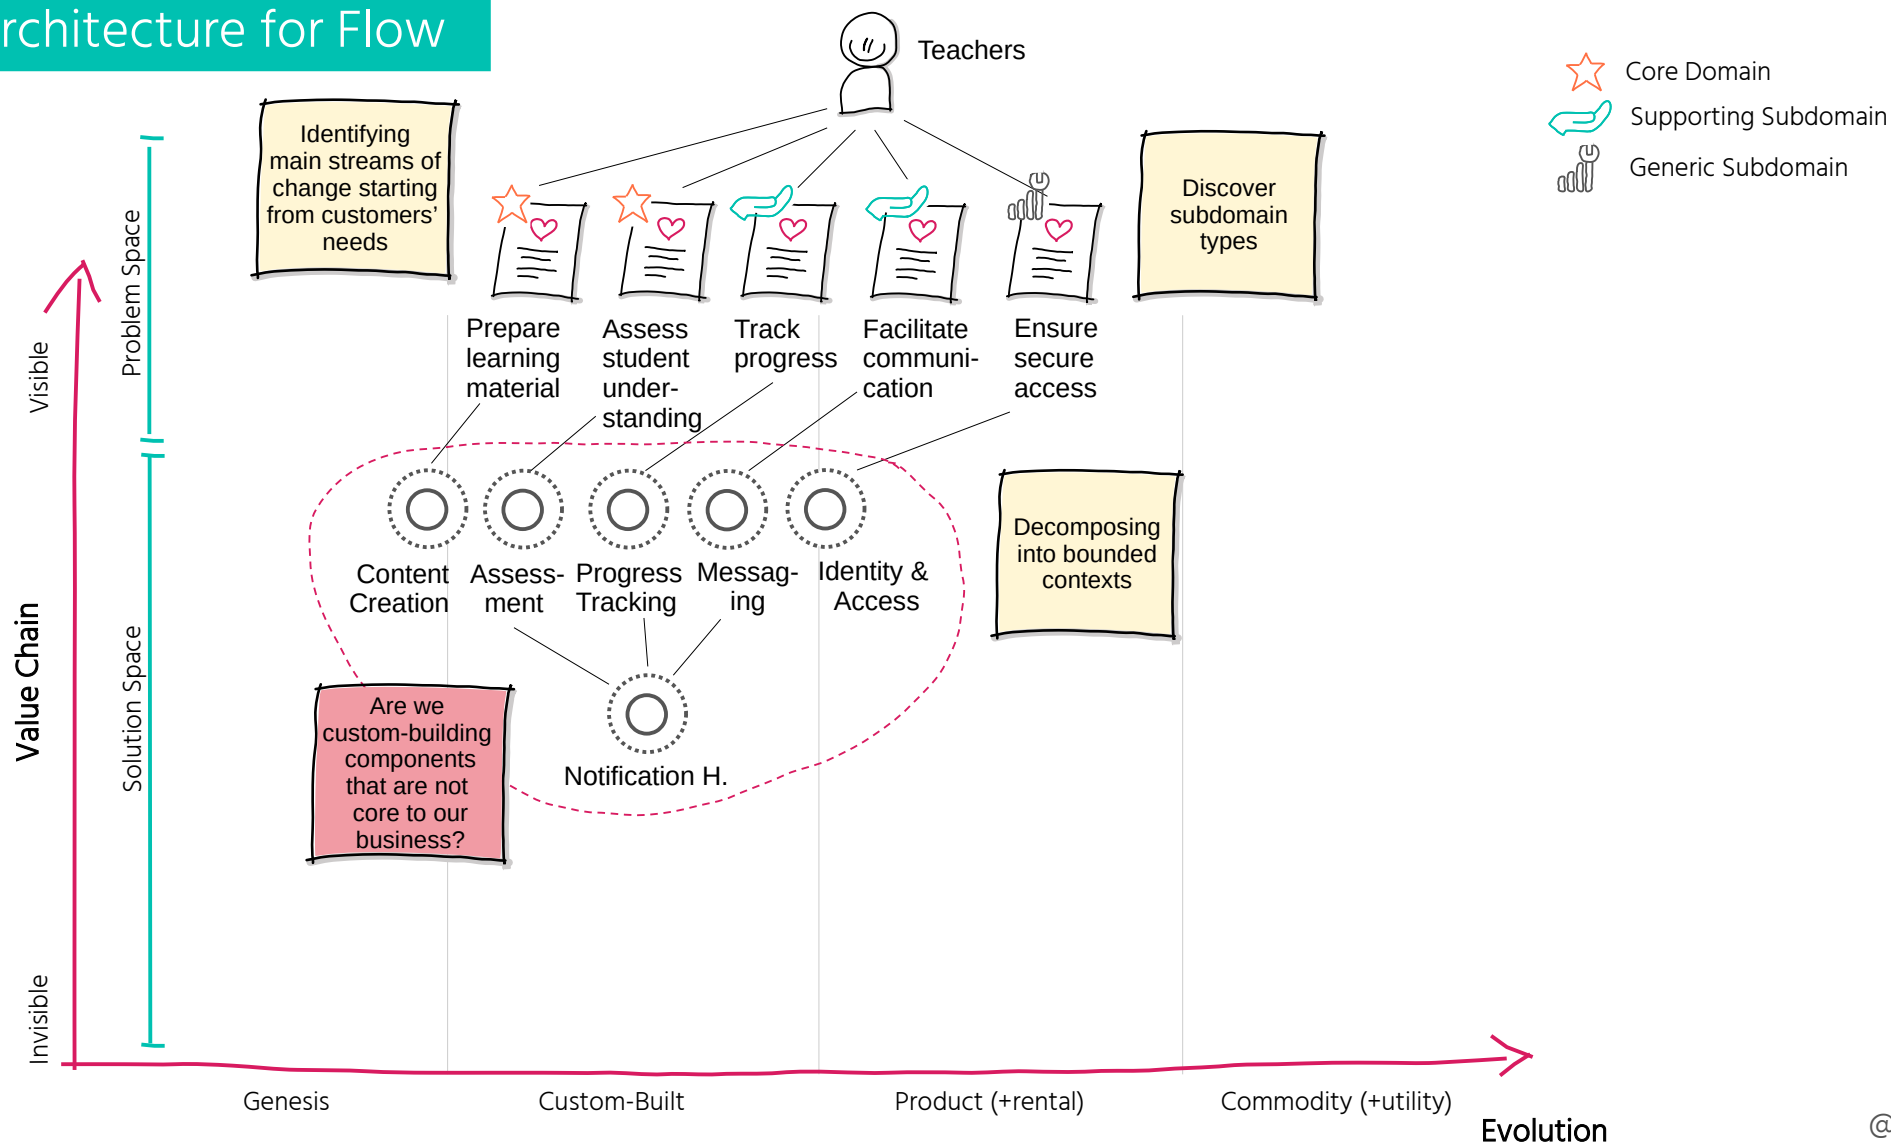 rchitecture for Flow
Teachers
Core Domain
Supporting Subdomain
Generic Subdomain
Identifying
main streams of
change starting
from customers’
needs
Discover
subdomain
types
Problem Space
Visible
Prepare
learning
material
Assess
student
under-
standing
Track
progress
Facilitate
communi-
cation
Ensure
secure
access
Decomposing
into bounded
contexts
Content
Creation
Assess-
ment
Progress
Tracking
Messag-
ing
Identity &
Access
Value Chain
Solution Space
Are we
custom-building
components
that are not
core to our
business?
Notification H.
Invisible
Genesis
Custom-Built
Product (+rental)
Commodity (+utility)
Evolution
@